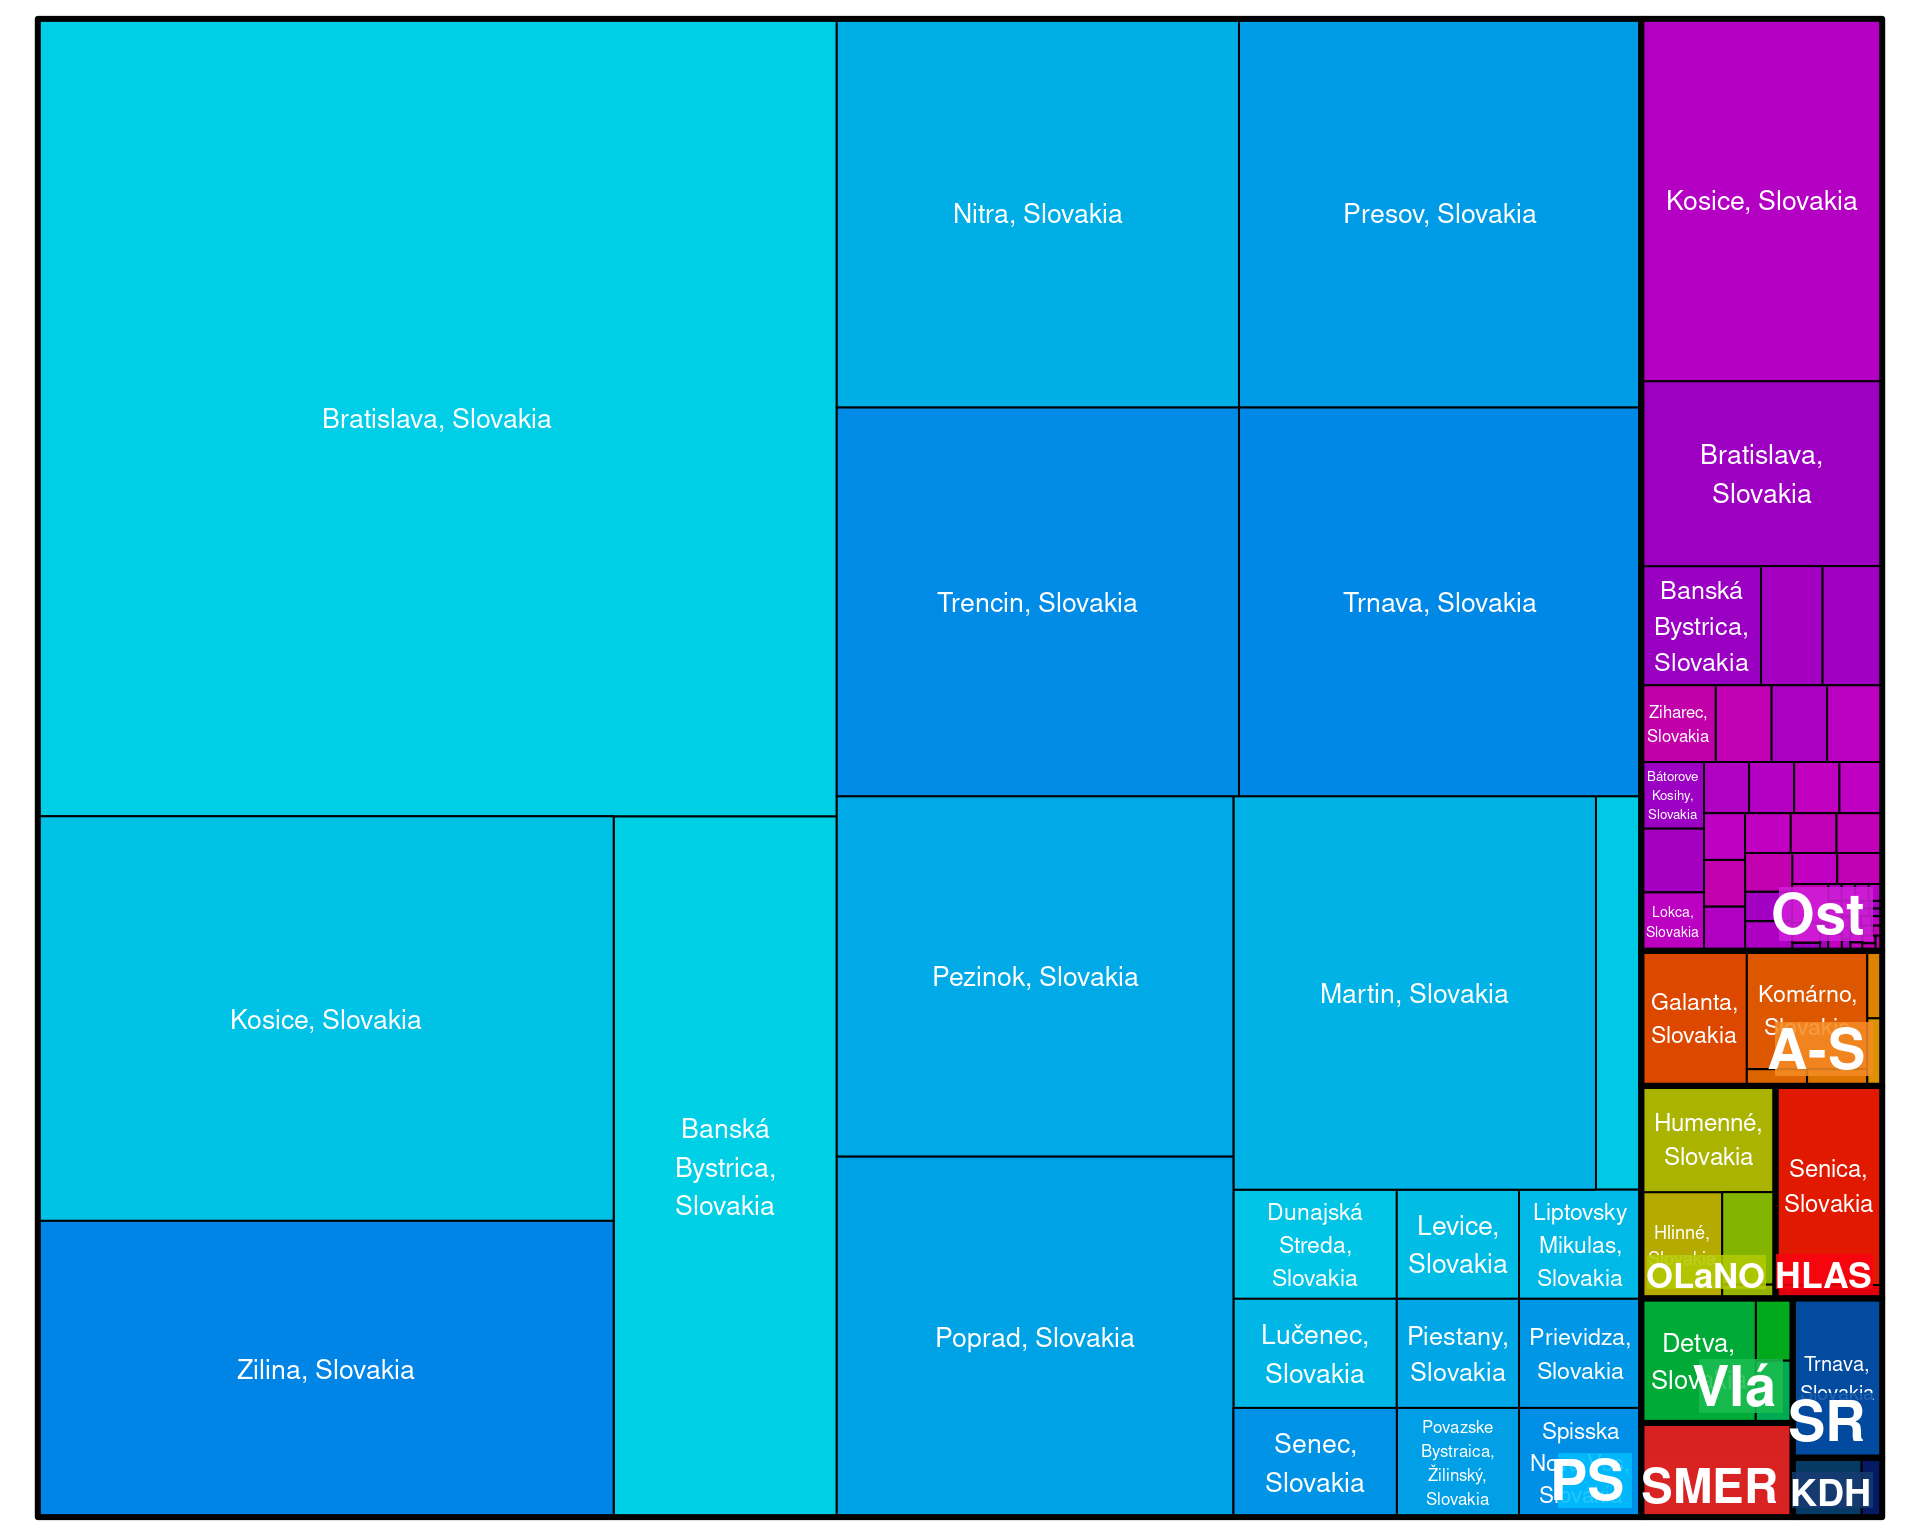 Bratislava, Slovakia
Kosice, Slovakia
Zilina, Slovakia
Banská
Bystrica,
Slovakia
Nitra, Slovakia
Presov, Slovakia
Trencin, Slovakia
Trnava, Slovakia
Pezinok, Slovakia
Poprad, Slovakia
Martin, Slovakia
Dunajská
Streda,
Slovakia
Levice,
Slovakia
Liptovsky
Mikulas,
Slovakia
Lučenec,
Slovakia
Piestany,
Slovakia
Prievidza,
Slovakia
Senec,
Slovakia
Povazske
Bystraica,
Žilinský,
Slovakia
Spisska
PS
Kosice, Slovakia
Bratislava,
Slovakia
Banská
Bystrica,
Slovakia
Ziharec,
Slovakia
Bátorove
Kosihy,
Slovakia
Lokca,
Slovakia
Ost
Galanta,
Slovakia
Komárno,
Slovakia
A-S
Humenné,
Slovakia
Hlinné,
Slovakia
OLaNO
Senica,
Slovakia
HLAS
Detva,
Vlá
Trnava,
Slovakia
SR
SMER
KDH